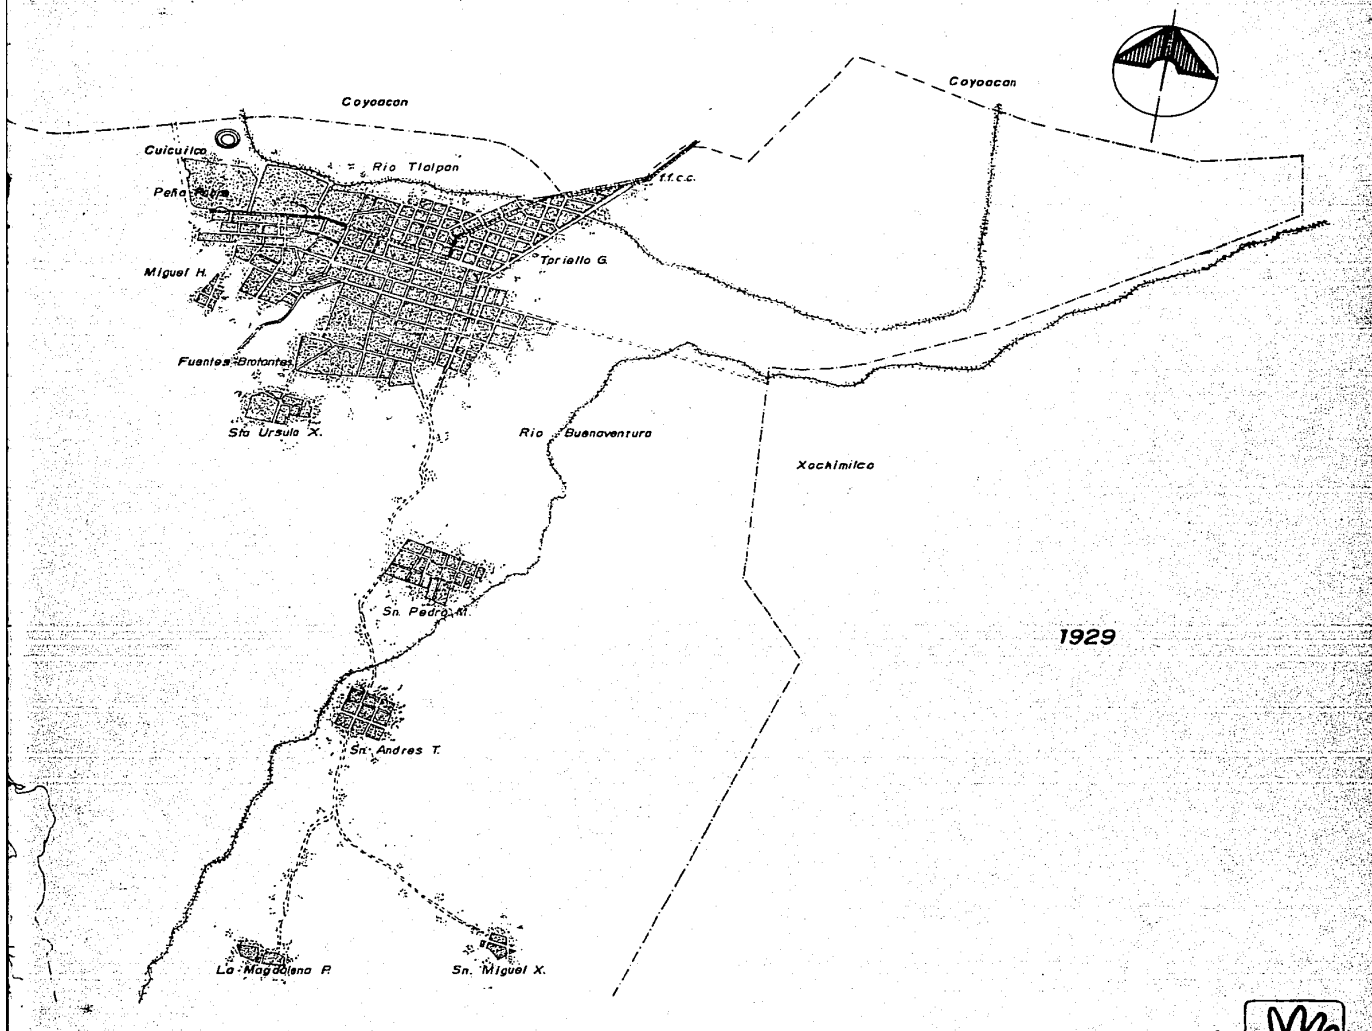 Coyoacan
Coyoacan
Cuicuilco
Rio Tlalpan
f.f.c.c.
Peña Pobre
Toriello G.
Miguel H.
Fuentes Brotantes
Sta Ursula X.
Rio Buenaventura
Xochimilco
Sn. Pedro M.
1929
Sn. Andres T.
La Magdalena P.
Sn. Miguel X.